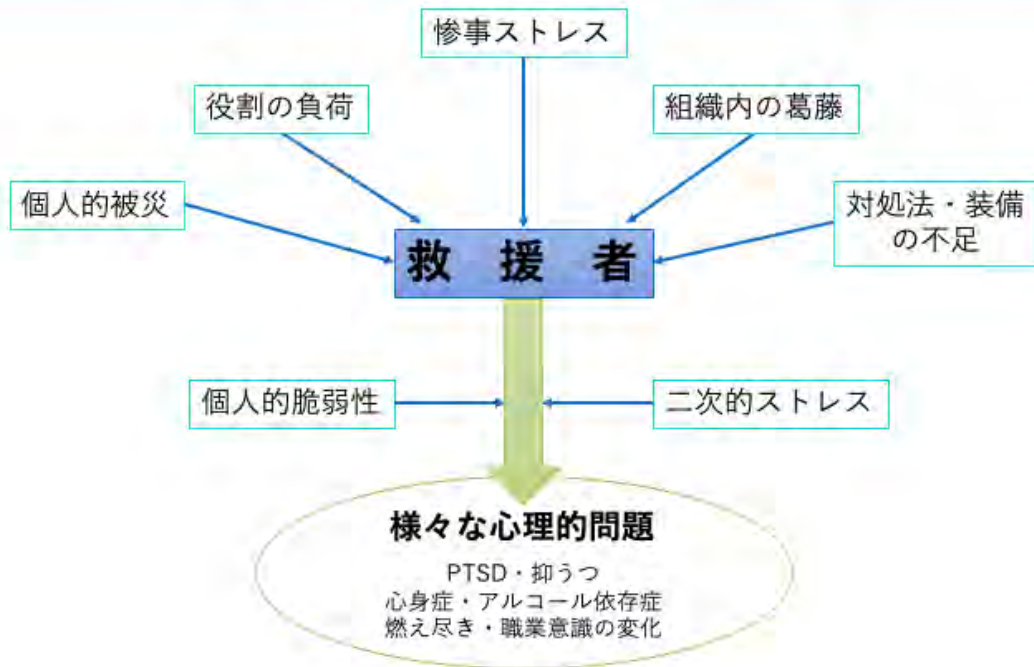 惨事ストレス
役割の負荷
組織内の葛藤
個人的被災
対処法・装備
の不足
救 援 者
個人的脆弱性
二次的ストレス
様々な心理的問題
PTSD・抑うつ
心身症・アルコール依存症
燃え尽き・職業意識の変化